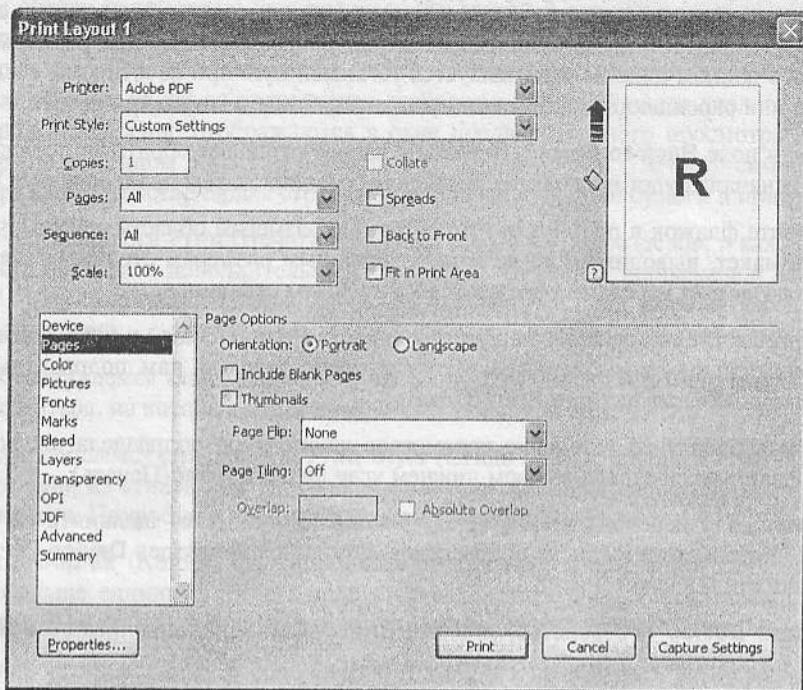 Print Layout 1
Printer: Adobe PDF
Print Style: Custom Settings
Copies: 1 Collate
Pages: All Spreads
Sequence: All Back to Front
Scale: 100% Fit in Print Area
R
?
Device
Pages
Color
Pictures
Fonts
Marks
Bleed
Layers
Transparency
OPI
JDF
Advanced
Summary
Page Options
Orientation: Portrait Landscape
Include Blank Pages
Thumbnails
Page Flip: None
Page Tiling: Off
Overlap: Absolute Overlap
Properties... Print Cancel Capture Settings